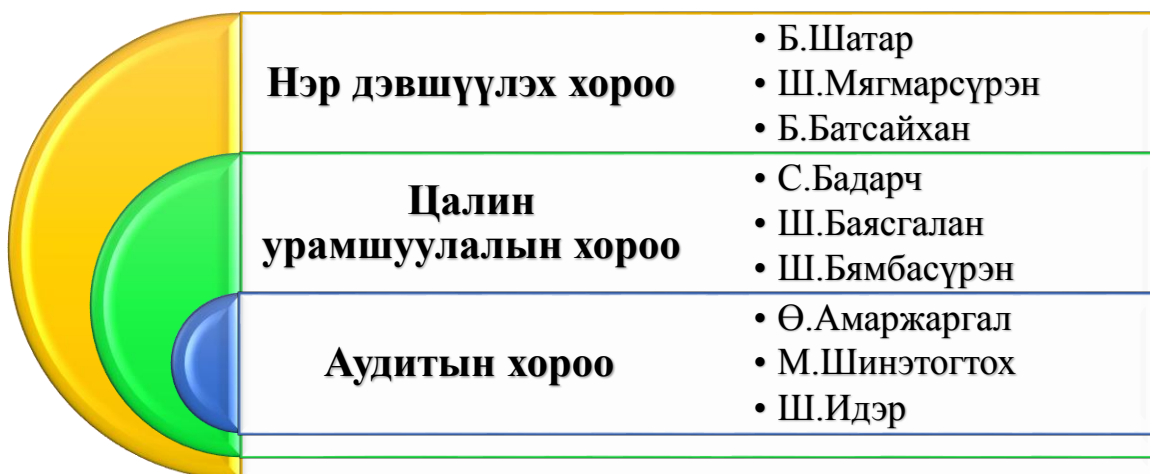 Нэр дэвшүүлэх хороо
• Б.Шатар
• Ш.Мягмарсүрэн
• Б.Батсайхан
Цалин
урамшуулалын хороо
• С.Бадарч
• Ш.Баясгалан
• Ш.Бямбасүрэн
Аудитын хороо
• Ө.Амаржаргал
• М.Шинэтогтох
• Ш.Идэр